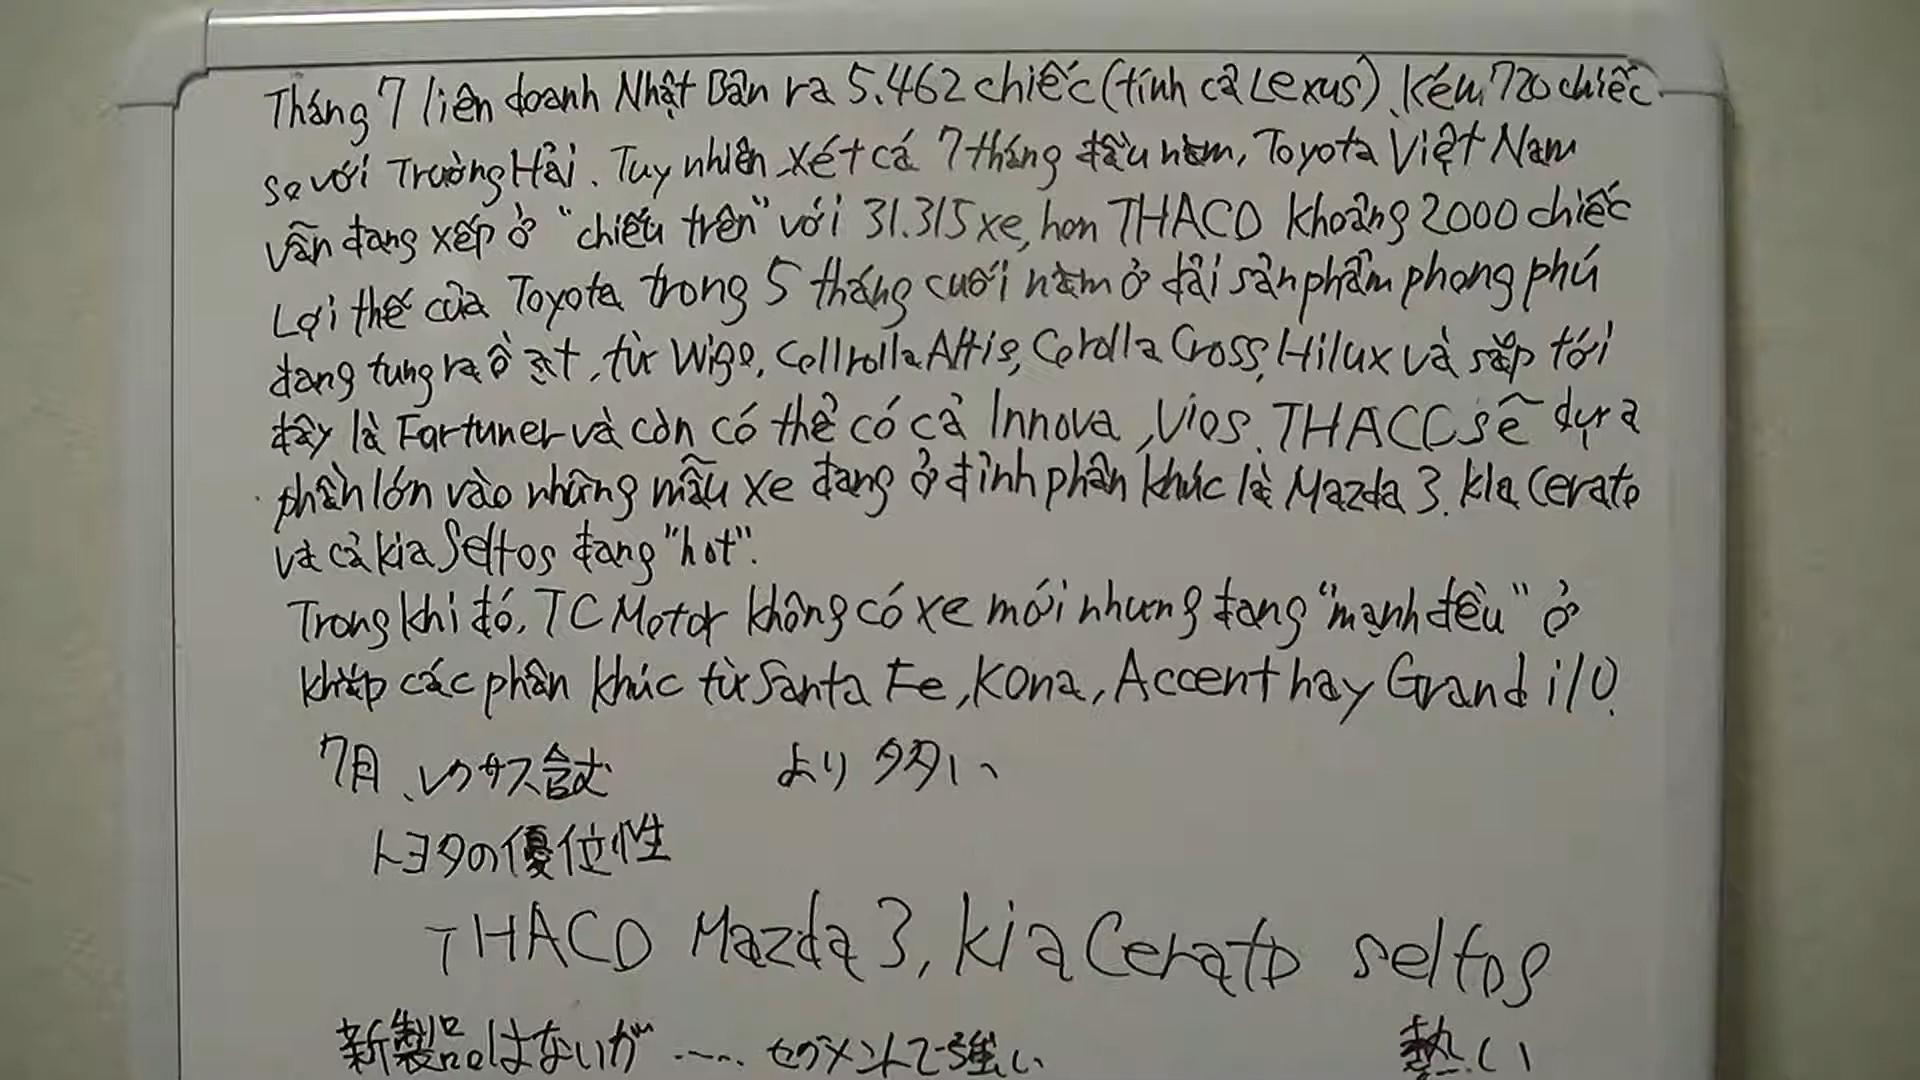 Tháng 7 liên doanh Nhật Bản ra 5.462 chiếc (tính cả Lexus). Kém 720 chiếc
so với Trường Hải. Tuy nhiên xét cả 7 tháng đầu năm, Toyota Việt Nam
vẫn đang xếp ở "chiếu trên" với 31.315 xe, hơn THACO khoảng 2000 chiếc
Lợi thế của Toyota trong 5 tháng cuối năm ở dải sản phẩm phong phú
đang tung ra ồ ạt, từ Wigo, Collrolla Altis, Corolla Cross, Hilux và sắp tới
đây là Fortuner và còn có thể có cả Innova, Vios. THACO sẽ dựa
phần lớn vào những mẫu xe đang ở đỉnh phân khúc là Mazda 3. kia Cerato
và cả kia Seltos đang "hot".
Trong khi đó, TC Motor không có xe mới nhưng đang "mạnh đều" ở
khắp các phân khúc từ Santa Fe, Kona, Accent hay Grand i10.
7月、レクサス含む より多い
トヨタの優位性
THACO Mazda 3, kia Cerato seltos
新製品はないが ..... セグメントで強い 熱い